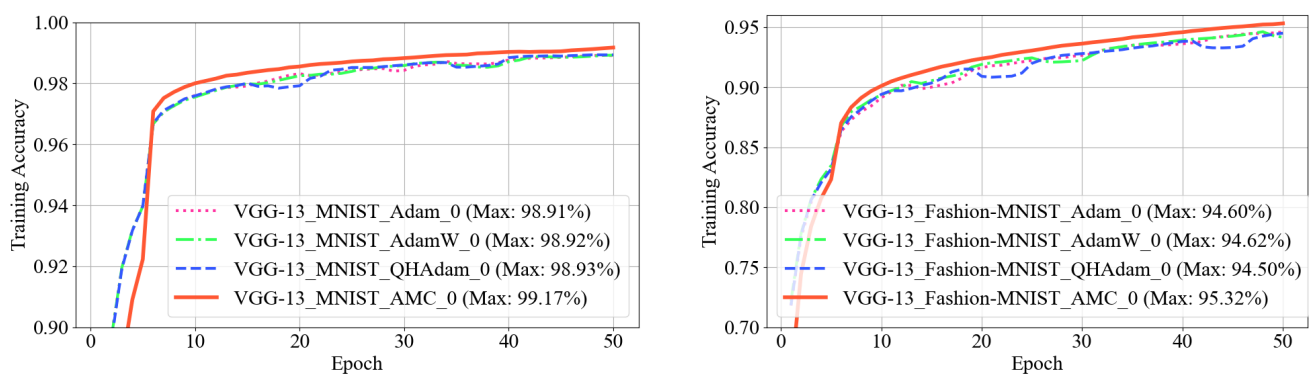 1.00
0.98
0.96
0.94
0.92
0.90
Training Accuracy
VGG-13_MNIST_Adam_0 (Max: 98.91%)
VGG-13_MNIST_AdamW_0 (Max: 98.92%)
VGG-13_MNIST_QHAdam_0 (Max: 98.93%)
VGG-13_MNIST_AMC_0 (Max: 99.17%)
0 10 20 30 40 50
Epoch
0.95
0.90
0.85
0.80
0.75
0.70
Training Accuracy
VGG-13_Fashion-MNIST_Adam_0 (Max: 94.60%)
VGG-13_Fashion-MNIST_AdamW_0 (Max: 94.62%)
VGG-13_Fashion-MNIST_QHAdam_0 (Max: 94.50%)
VGG-13_Fashion-MNIST_AMC_0 (Max: 95.32%)
0 10 20 30 40 50
Epoch